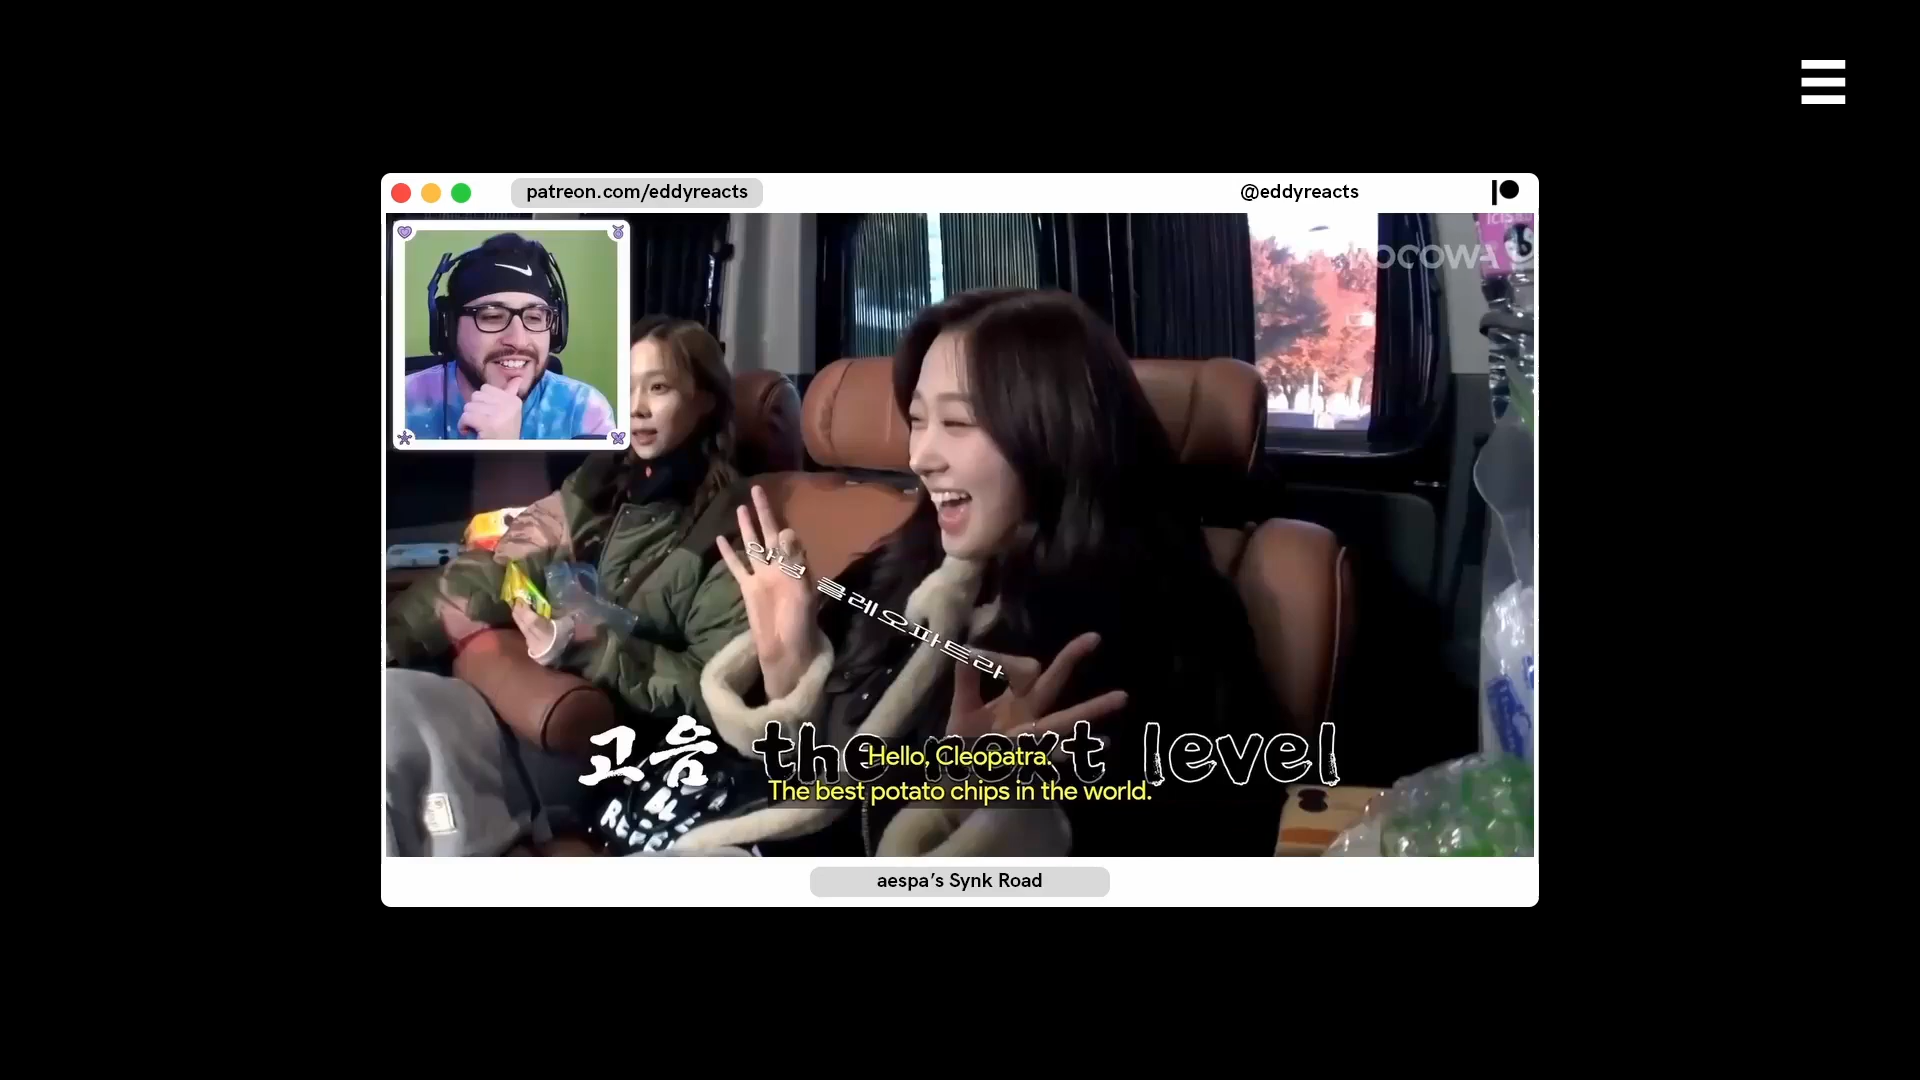 patreon.com/eddyreacts
@eddyreacts
KOCOWA
안녕 클레오파트라
고음 the next level
Hello, Cleopatra.
The best potato chips in the world.
aespa's Synk Road